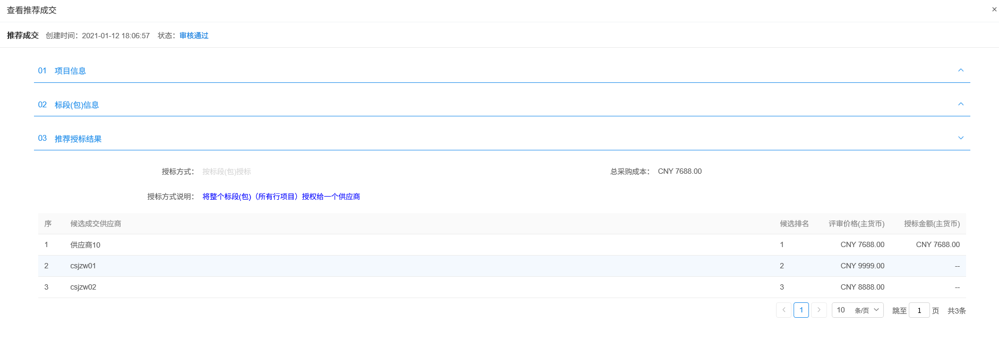 查看推荐成交
推荐成交 创建时间：2021-01-12 18:06:57 状态：审核通过
01 项目信息
02 标段(包)信息
03 推荐授标结果
授标方式： 按标段(包)授标 总采购成本： CNY 7688.00
授标方式说明： 将整个标段(包)（所有行项目）授权给一个供应商
序 候选成交供应商 候选排名 评审价格(主货币) 授标金额(主货币)
1 供应商10 1 CNY 7688.00 CNY 7688.00
2 csjzw01 2 CNY 9999.00 --
3 csjzw02 3 CNY 8888.00 --
1 10 条/页 跳至 1 页 共3条